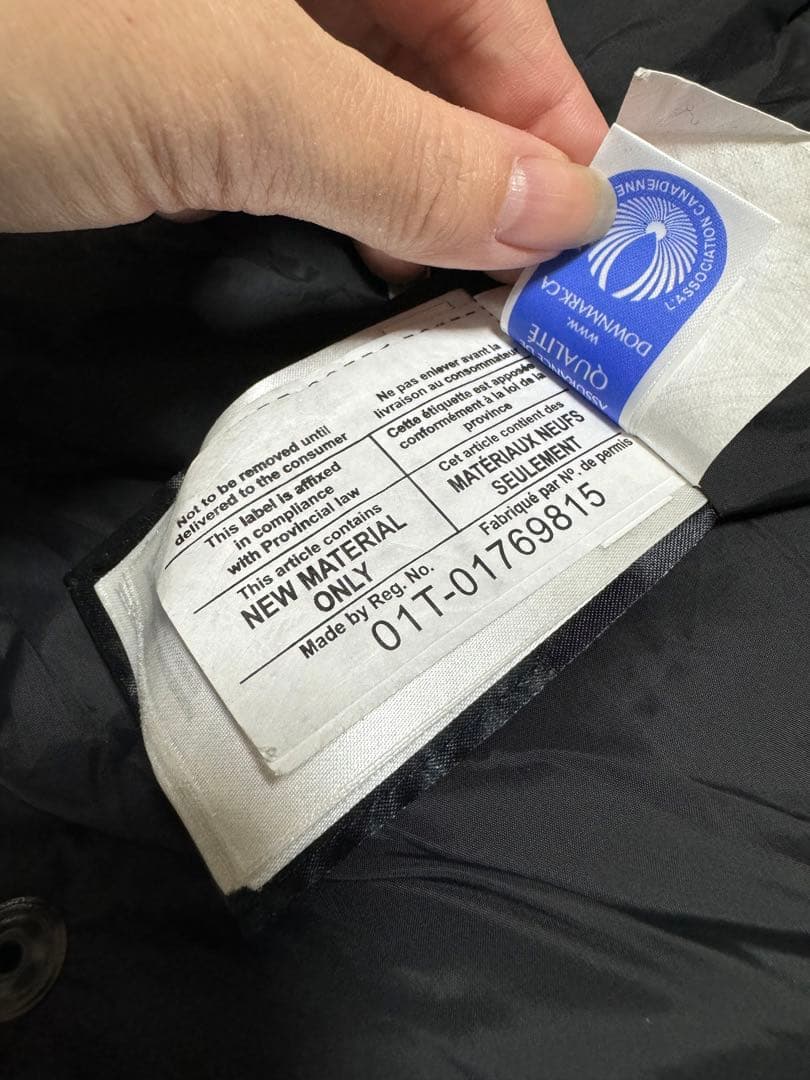 Not to be removed until
delivered to the consumer
This label is affixed
in compliance
with Provincial law
This article contains
NEW MATERIAL
ONLY
Made by Reg. No.
Ne pas enlever avant la
livraison au consommateur
Cette étiquette est apposée
conformément à la loi de la
province
Cet article contient des
MATÉRIAUX NEUFS
SEULEMENT
Fabriqué par No. de permis
01T-01769815
L'ASSOCIATION CANADIENNE
www.
DOWNMARK.CA
QUALITÉ
ASSURANCE DE